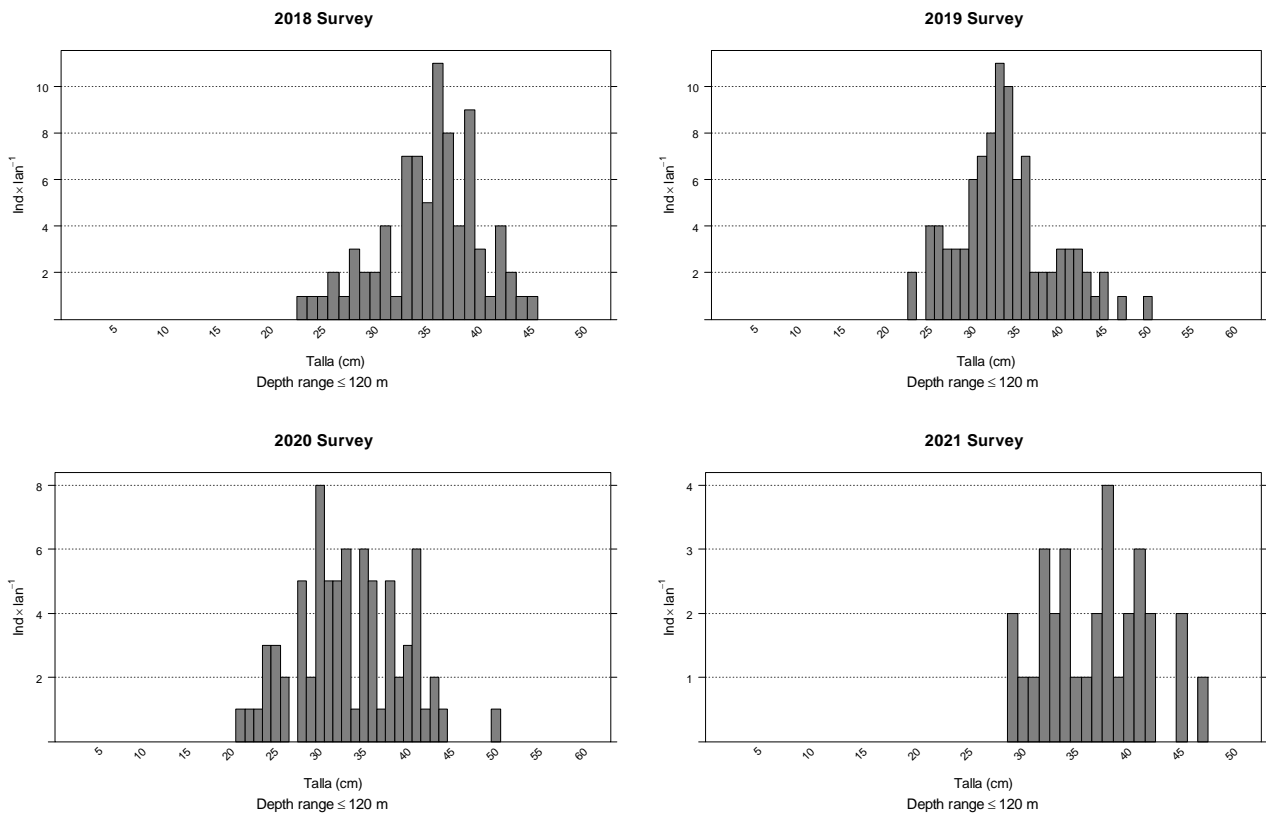 2018 Survey
Ind × lan⁻¹
10
8
6
4
2
5 10 15 20 25 30 35 40 45 50
Talla (cm)
Depth range ≤ 120 m
2019 Survey
Ind × lan⁻¹
10
8
6
4
2
5 10 15 20 25 30 35 40 45 50 55 60
Talla (cm)
Depth range ≤ 120 m
2020 Survey
Ind × lan⁻¹
8
6
4
2
5 10 15 20 25 30 35 40 45 50 55 60
Talla (cm)
Depth range ≤ 120 m
2021 Survey
Ind × lan⁻¹
4
3
2
1
5 10 15 20 25 30 35 40 45 50
Talla (cm)
Depth range ≤ 120 m